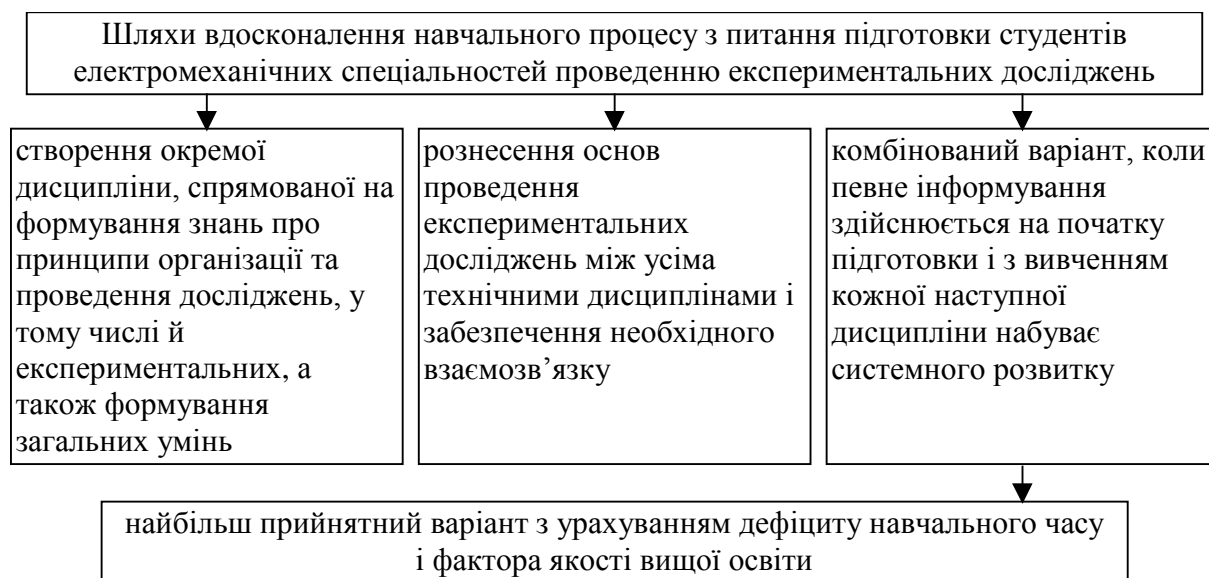 Шляхи вдосконалення навчального процесу з питання підготовки студентів
електромеханічних спеціальностей проведенню експериментальних досліджень
створення окремої
дисципліни, спрямованої на
формування знань про
принципи організації та
проведення досліджень, у
тому числі й
експериментальних, а
також формування
загальних умінь
рознесення основ
проведення
експериментальних
досліджень між усіма
технічними дисциплінами і
забезпечення необхідного
взаємозв’язку
комбінований варіант, коли
певне інформування
здійснюється на початку
підготовки і з вивченням
кожної наступної
дисципліни набуває
системного розвитку
найбільш прийнятний варіант з урахуванням дефіциту навчального часу
і фактора якості вищої освіти